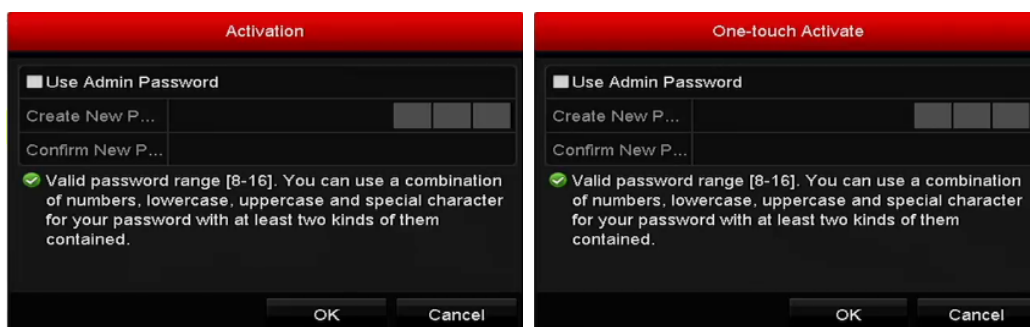 Activation
Use Admin Password
Create New P...
Confirm New P...
Valid password range [8-16]. You can use a combination
of numbers, lowercase, uppercase and special character
for your password with at least two kinds of them
contained.
OK
Cancel
One-touch Activate
Use Admin Password
Create New P...
Confirm New P...
Valid password range [8-16]. You can use a combination
of numbers, lowercase, uppercase and special character
for your password with at least two kinds of them
contained.
OK
Cancel